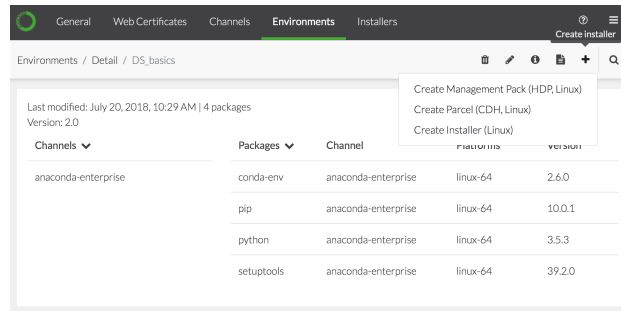 General Web Certificates Channels Environments Installers
Create installer
Environments / Detail / DS_basics
Create Management Pack (HDP, Linux)
Create Parcel (CDH, Linux)
Create Installer (Linux)
Last modified: July 20, 2018, 10:29 AM | 4 packages
Version: 2.0
Channels Packages Channel Platforms Version
anaconda-enterprise conda-env anaconda-enterprise linux-64 2.6.0
pip anaconda-enterprise linux-64 10.0.1
python anaconda-enterprise linux-64 3.5.3
setuptools anaconda-enterprise linux-64 39.2.0